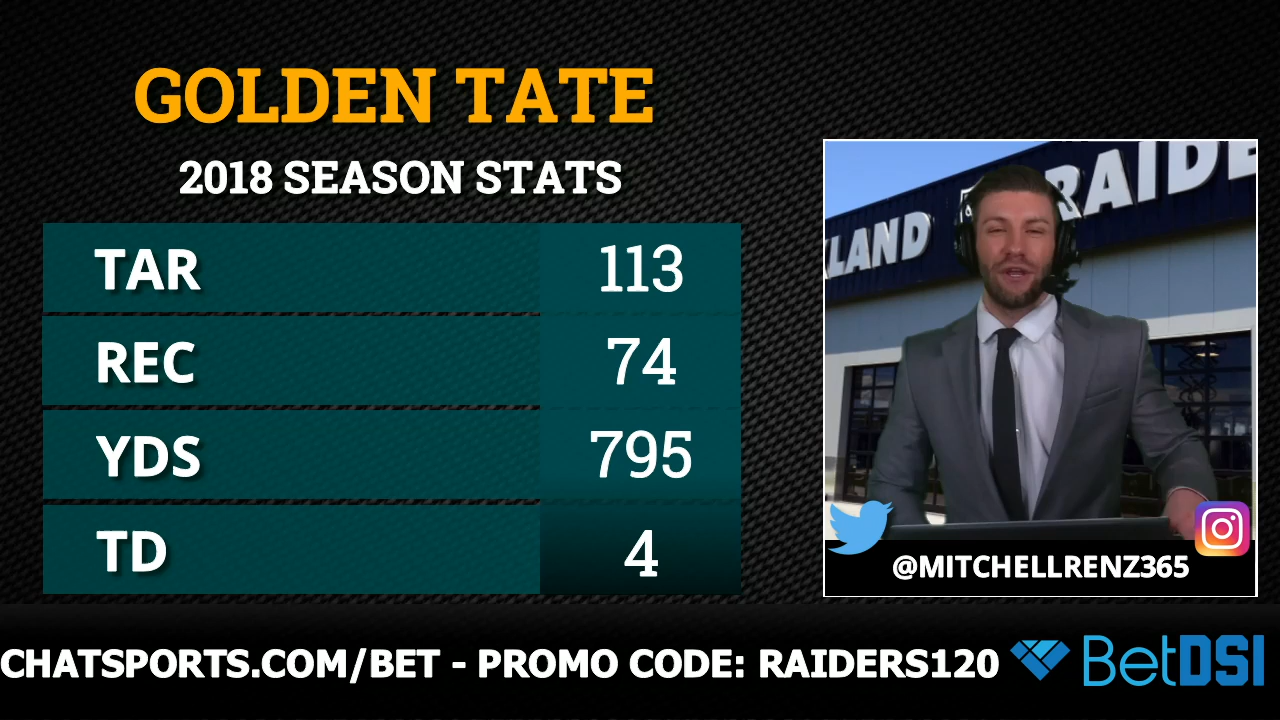 GOLDEN TATE
2018 SEASON STATS
TAR 113
REC 74
YDS 795
TD 4
KLAND RAIDE
@MITCHELLRENZ365
CHATSPORTS.COM/BET - PROMO CODE: RAIDERS120 BetDSI